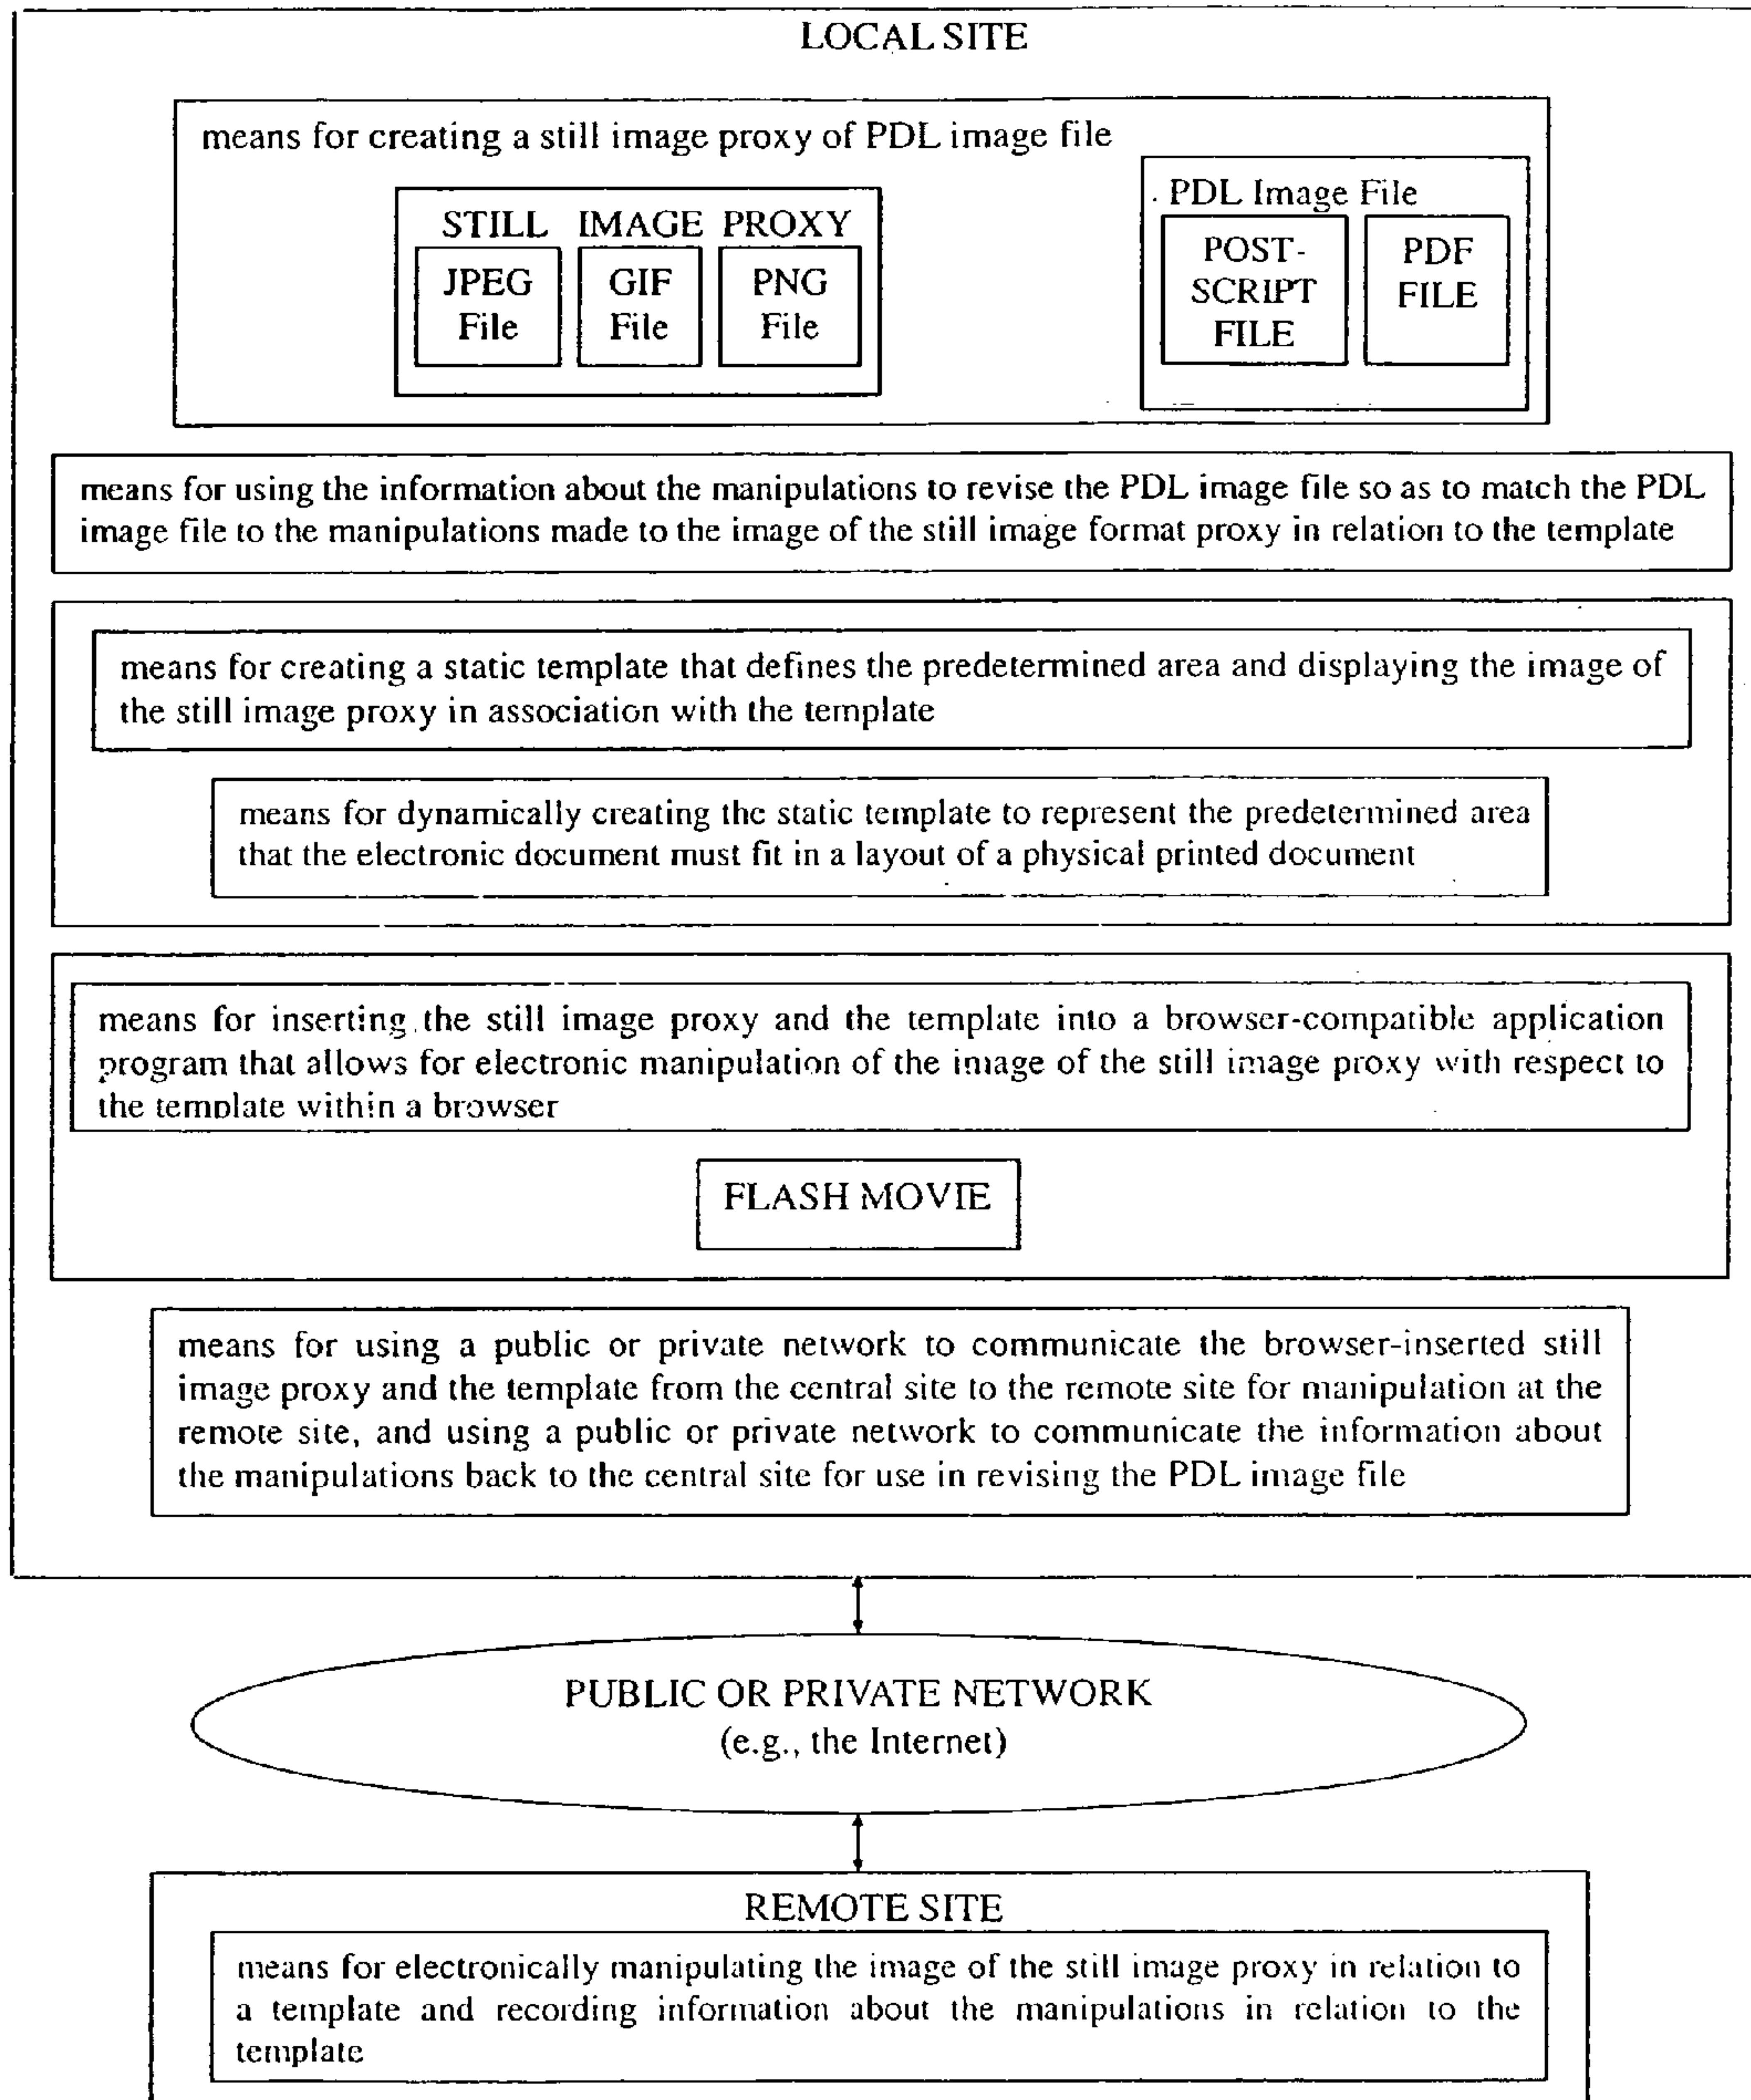 LOCAL SITE
means for creating a still image proxy of PDL image file
STILL IMAGE PROXY
JPEG File
GIF File
PNG File
PDL Image File
POST-
SCRIPT
FILE
PDF
FILE
means for using the information about the manipulations to revise the PDL image file so as to match the PDL
image file to the manipulations made to the image of the still image format proxy in relation to the template
means for creating a static template that defines the predetermined area and displaying the image of
the still image proxy in association with the template
means for dynamically creating the static template to represent the predetermined area
that the electronic document must fit in a layout of a physical printed document
means for inserting the still image proxy and the template into a browser-compatible application
program that allows for electronic manipulation of the image of the still image proxy with respect to
the template within a browser
FLASH MOVIE
means for using a public or private network to communicate the browser-inserted still
image proxy and the template from the central site to the remote site for manipulation at the
remote site, and using a public or private network to communicate the information about
the manipulations back to the central site for use in revising the PDL image file
PUBLIC OR PRIVATE NETWORK
(e.g., the Internet)
REMOTE SITE
means for electronically manipulating the image of the still image proxy in relation to
a template and recording information about the manipulations in relation to the
template